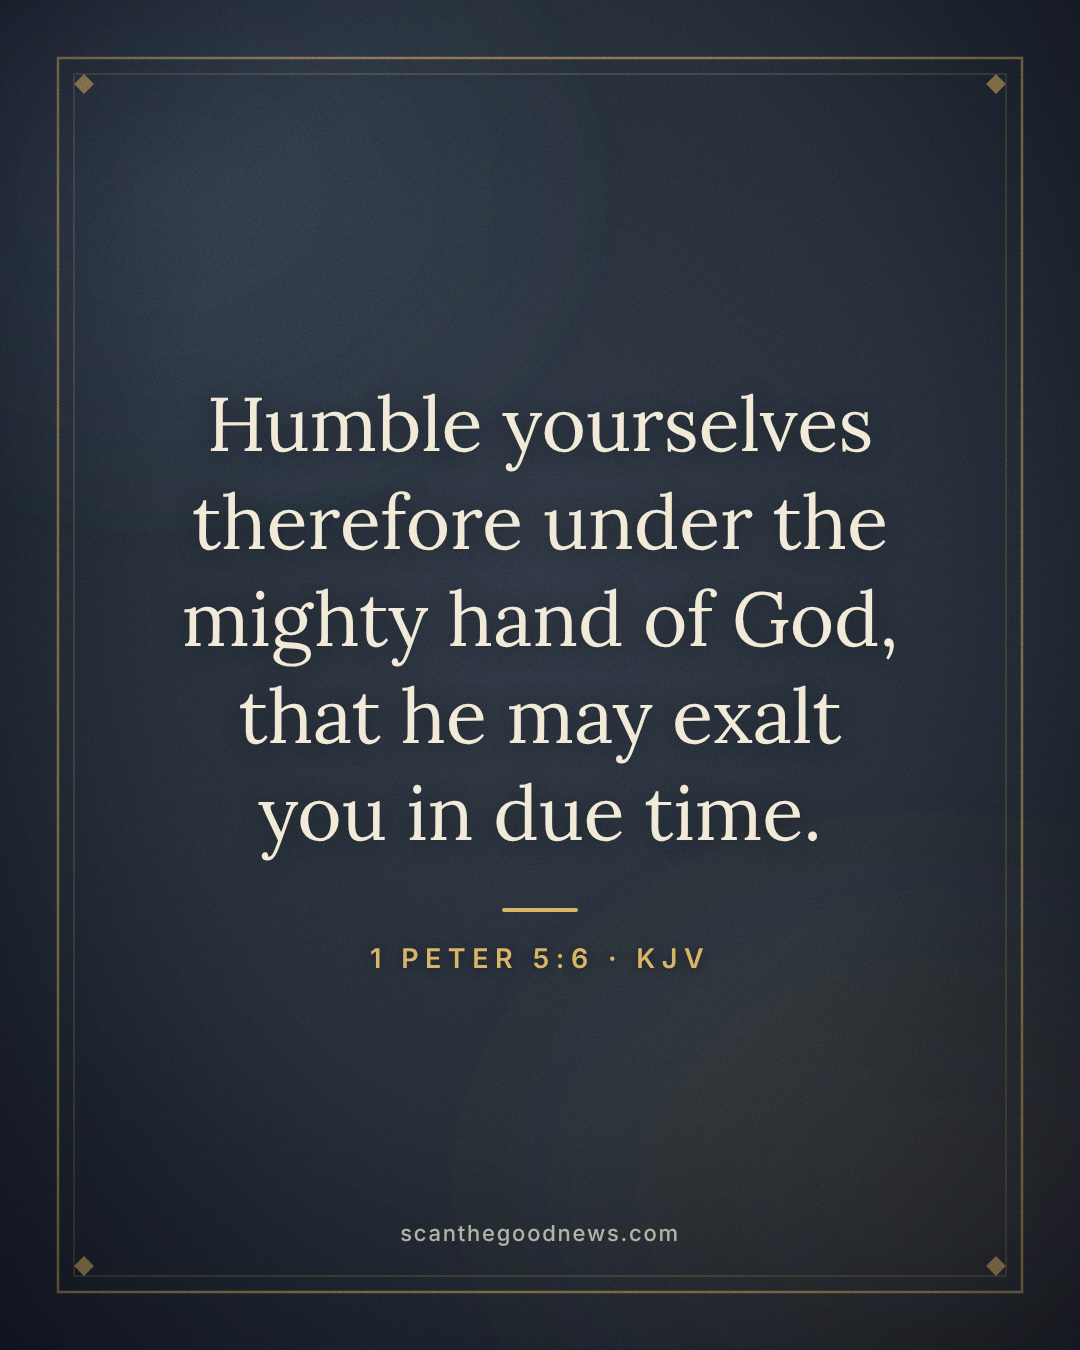 Humble yourselves
therefore under the
mighty hand of God,
that he may exalt
you in due time.
1 PETER 5:6 · KJV
scanthegoodnews.com